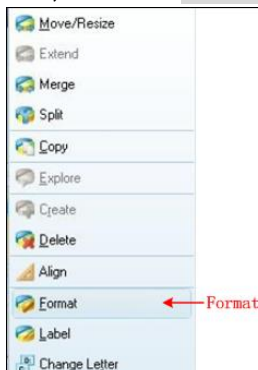 Move/Resize
Extend
Merge
Split
Copy
Explore
Create
Delete
Align
Format Format
Label
Change Letter